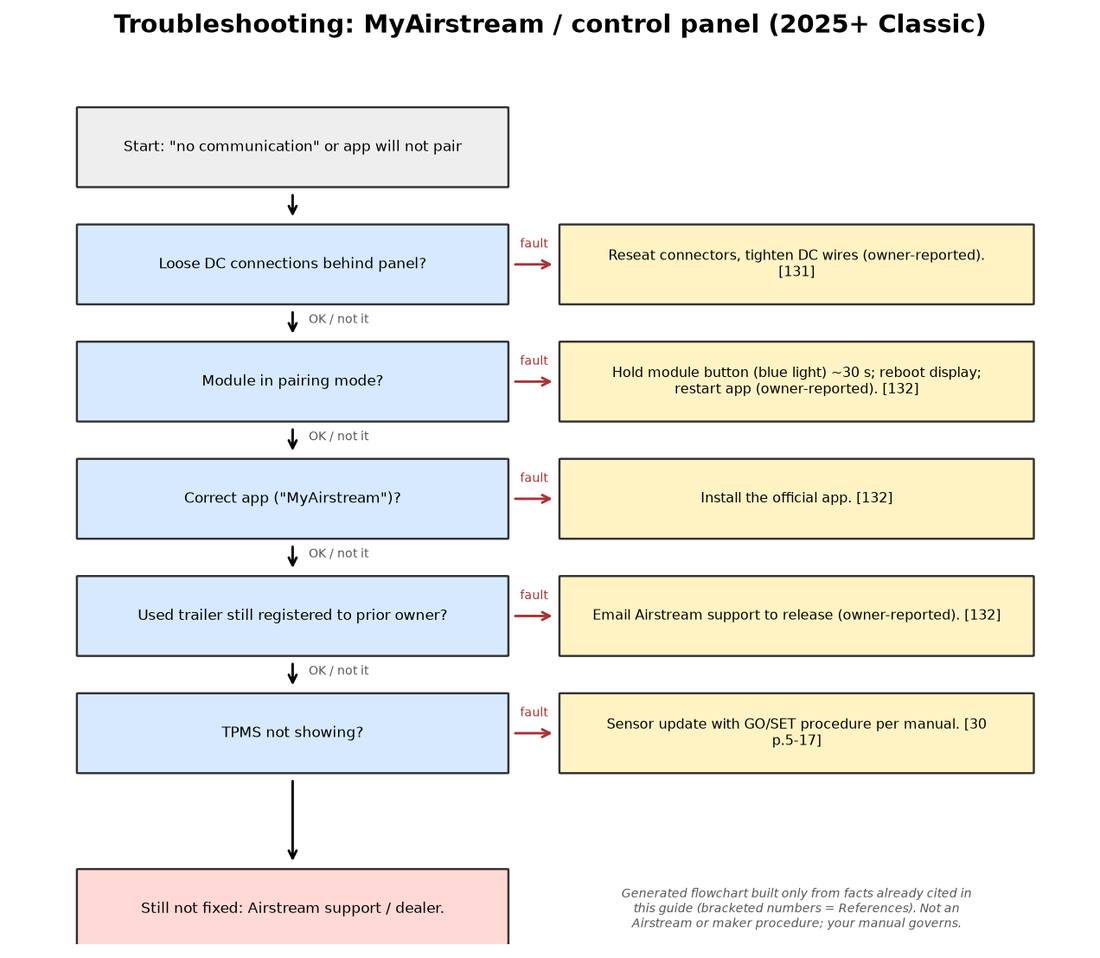 Troubleshooting: MyAirstream / control panel (2025+ Classic)
Start: "no communication" or app will not pair
Loose DC connections behind panel?
fault
Reseat connectors, tighten DC wires (owner-reported).
[131]
OK / not it
Module in pairing mode?
fault
Hold module button (blue light) ~30 s; reboot display;
restart app (owner-reported). [132]
OK / not it
Correct app ("MyAirstream")?
fault
Install the official app. [132]
OK / not it
Used trailer still registered to prior owner?
fault
Email Airstream support to release (owner-reported). [132]
OK / not it
TPMS not showing?
fault
Sensor update with GO/SET procedure per manual. [30
p.5-17]
Still not fixed: Airstream support / dealer.
Generated flowchart built only from facts already cited in
this guide (bracketed numbers = References). Not an
Airstream or maker procedure; your manual governs.